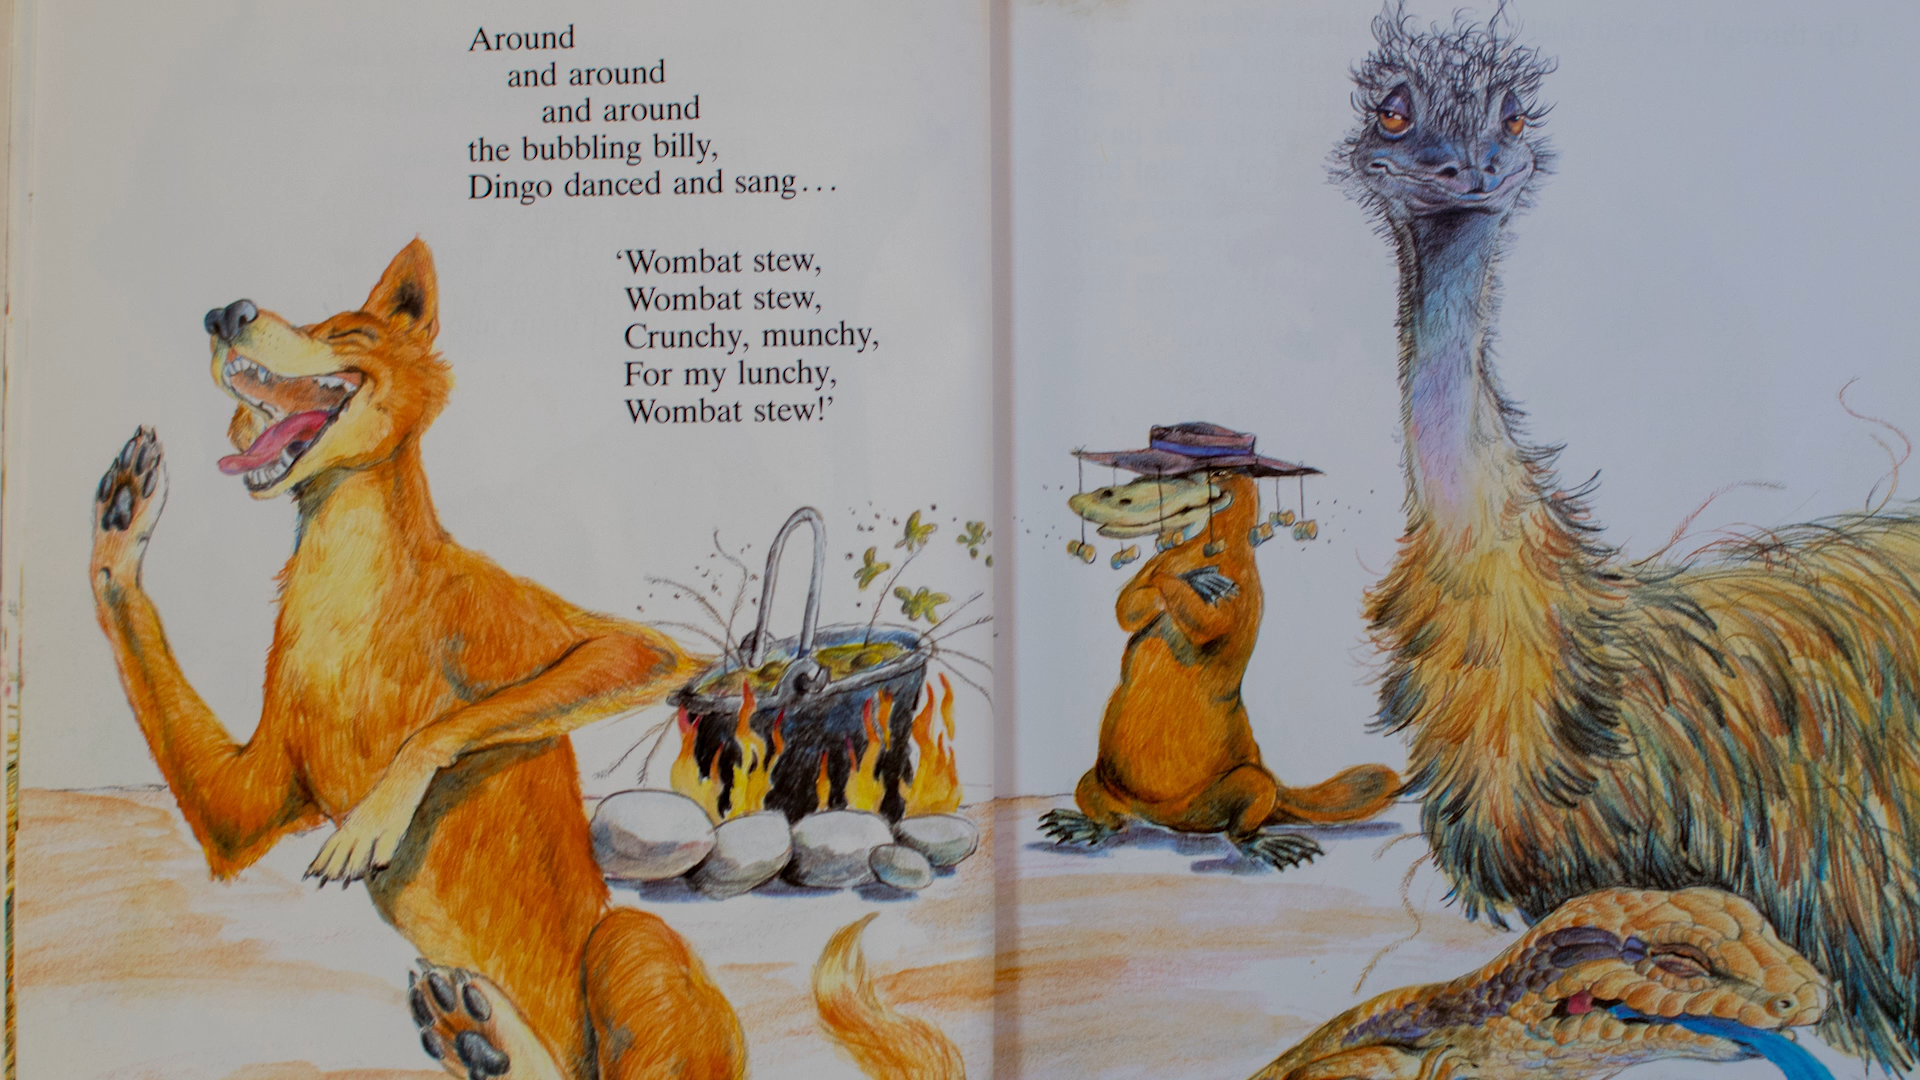 Around
and around
and around
the bubbling billy,
Dingo danced and sang...
‘Wombat stew,
Wombat stew,
Crunchy, munchy,
For my lunchy,
Wombat stew!’